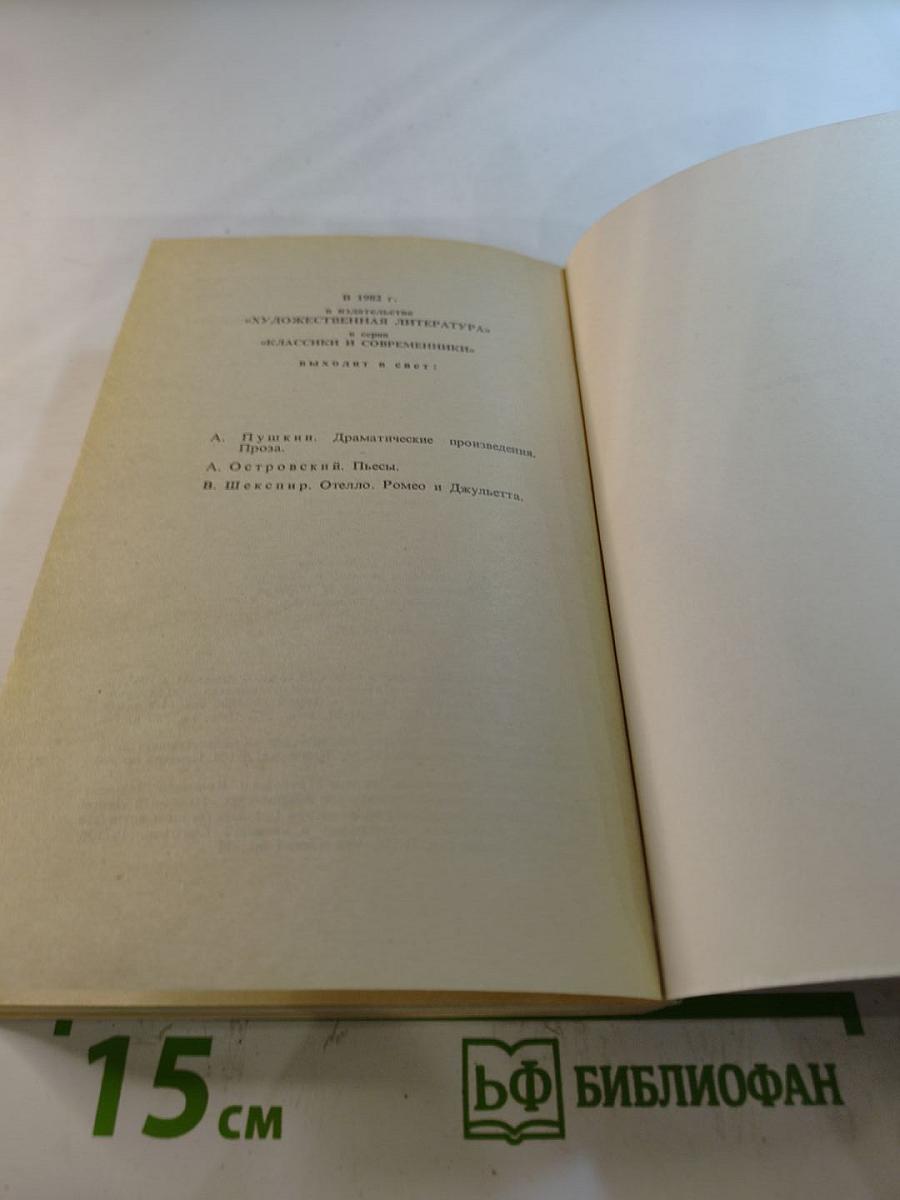 В 1982 г.
в издательстве
«ХУДОЖЕСТВЕННАЯ ЛИТЕРАТУРА»
в серии
«КЛАССИКИ И СОВРЕМЕННИКИ»
выходят в свет:
А. Пушкин. Драматические произведения.
Проза.
А. Островский. Пьесы.
В. Шекспир. Отелло. Ромео и Джульетта.
15 см
БФ БИБЛИОФАН